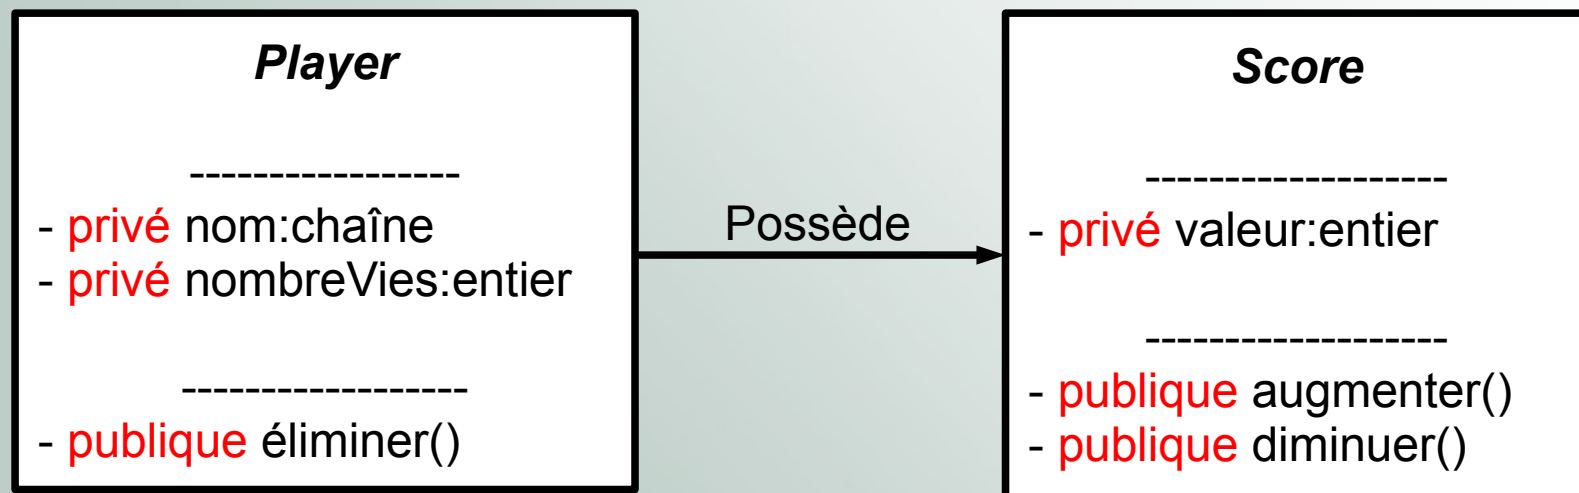 Player
-----------------
- privé nom:chaîne
- privé nombreVies:entier
------------------
- publique éliminer()
Possède
Score
-------------------
- privé valeur:entier
-------------------
- publique augmenter()
- publique diminuer()